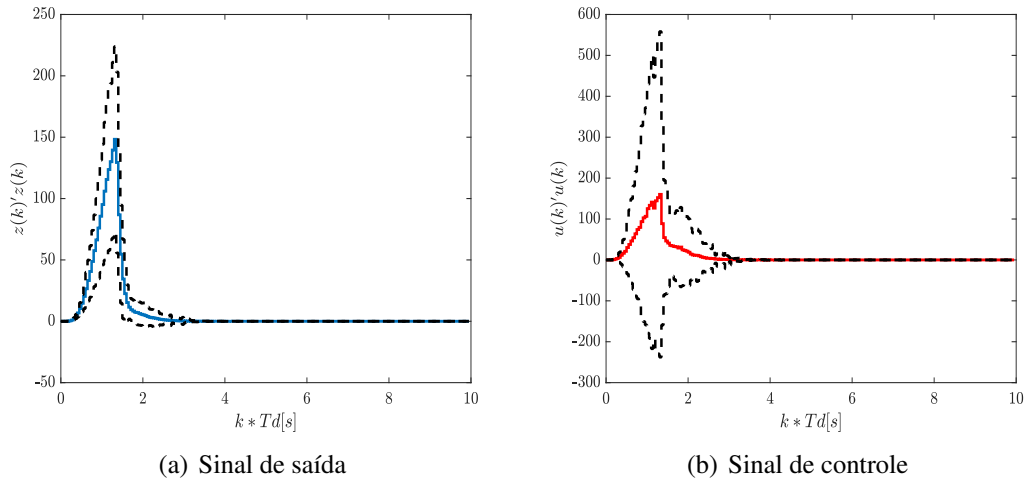 250
200
150
100
50
0
-50
z(k)'z(k)
0 2 4 6 8 10
k * Td[s]
(a) Sinal de saída
600
500
400
300
200
100
0
-100
-200
-300
u(k)'u(k)
0 2 4 6 8 10
k * Td[s]
(b) Sinal de controle